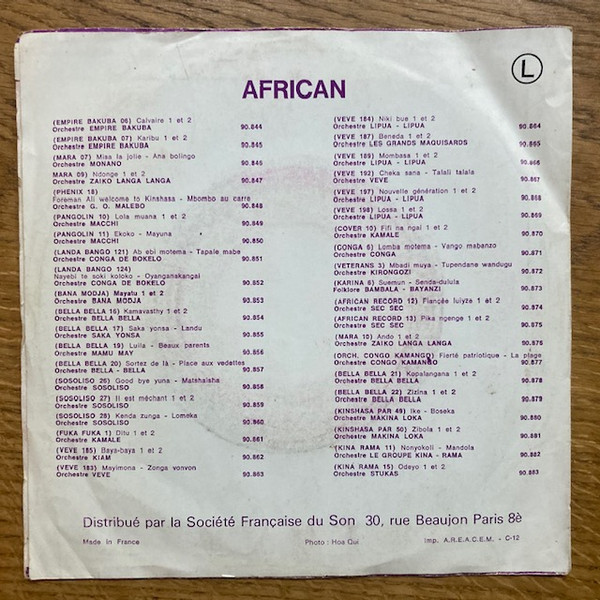 L
AFRICAN
(EMPIRE BAKUBA 06) Calvaire 1 et 2
Orchestre EMPIRE BAKUBA 90.844
(EMPIRE BAKUBA 07) Karibu 1 et 2
Orchestre EMPIRE BAKUBA 90.845
(MARA 07) Misa la jolie - Ana bolingo
Orchestre MONANO 90.845
MARA 09) Ndonge 1 et 2
Orchestre ZAIKO LANGA LANGA 90.847
(PHENIX 18)
Foreman Ali welcome to Kinshasa - Mbombo au carre
Orchestre G. O. MALEBO 90.848
(PANGOLIN 10) Lola muana 1 et 2
Orchestre MACCHI 90.849
(PANGOLIN 11) Ekoko - Mayuna
Orchestre MACCHI 90.850
(LANDA BANGO 121) Ab ebi motema - Tapale mabe
Orchestre CONGA DE BOKELO 90.851
(LANDA BANGO 124)
Nayebi te soki koloko - Oyanganakangai
Orchestre CONGA DE BOKELO 90.852
(BANA MODJA) Mayatu 1 et 2
Orchestre BANA MODJA 90.853
(BELLA BELLA 16) Kamavasthy 1 et 2
Orchestre BELLA BELLA 90.854
(BELLA BELLA 17) Saka yonsa - Landu
Orchestre SAKA YONSA 90.855
(BELLA BELLA 19) Luila - Beaux parents
Orchestre MAMU MAY 90.856
(BELLA BELLA 20) Sortez de là - Place aux vedettes
Orchestre BELLA - BELLA 90.857
(SOSOLISO 26) Good bye yuna - Matshaisha
Orchestre SOSOLISO 90.858
(SOSOLISO 27) Il est méchant 1 et 2
Orchestre SOSOLISO 90.859
(SOSOLISO 28) Kenda zunga - Lomeka
Orchestre SOSOLISO 90.860
(FUKA FUKA 1) Ditu 1 et 2
Orchestre KAMALE 90.861
(VEVE 185) Baya-baya 1 et 2
Orchestre KIAM 90.862
(VEVE 183) Mayimona - Zonga vonvon
Orchestre VEVE 90.863
(VEVE 184) Niki bue 1 et 2
Orchestre LIPUA - LIPUA 90.864
(VEVE 187) Beneda 1 et 2
Orchestre LES GRANDS MAQUISARDS 90.865
(VEVE 189) Mombasa 1 et 2
Orchestre LIPUA - LIPUA 90.866
(VEVE 192) Cheka sana - Talali talala
Orchestre VEVE 90.867
(VEVE 197) Nouvelle génération 1 et 2
Orchestre LIPUA - LIPUA 90.868
(VEVE 198) Lossa 1 et 2
Orchestre LIPUA - LIPUA 90.869
(COVER 10) Fifi na ngai 1 et 2
Orchestre KAMALE 90.870
(CONGA 6) Lomba motema - Vango mabanzo
Orchestre CONGA 90.871
(VETERANS 3) Mbadi muya - Tupendane wandugu
Orchestre KIRONGOZI 90.872
(KARINA 6) Suemun - Senda-dulula
Folklore BAMBALA - BAYANZI 90.873
(AFRICAN RECORD 12) Fiançée luiyze 1 et 2
Orchestre SEC SEC 90.874
(AFRICAN RECORD 13) Pika ngenge 1 et 2
Orchestre SEC SEC 90.875
(MARA 10) Ando 1 et 2
Orchestre ZAIKO LANGA LANGA 90.876
(ORCH. CONGO KAMANGO) Fierté patriotique - La plage
Orchestre CONGO KAMANGO 90.877
(BELLA BELLA 21) Kopalangana 1 et 2
Orchestre BELLA BELLA 90.878
(BELLA BELLA 22) Zizina 1 et 2
Orchestre BELLA BELLA 90.879
(KINSHASA PAR 49) Ike - Boseka
Orchestre MAKINA LOKA 90.880
(KINSHASA PAR 50) Zibola 1 et 2
Orchestre MAKINA LOKA 90.881
(KINA RAMA 11) Nonyokoli - Mandola
Orchestre LE GROUPE KINA - RAMA 90.882
(KINA RAMA 15) Odeyo 1 et 2
Orchestre STUKAS 90.883
Distribué par la Société Française du Son 30, rue Beaujon Paris 8è
Made in France Photo : Hoa Qui Imp. A.R.E.A.C.E.M. - C-12